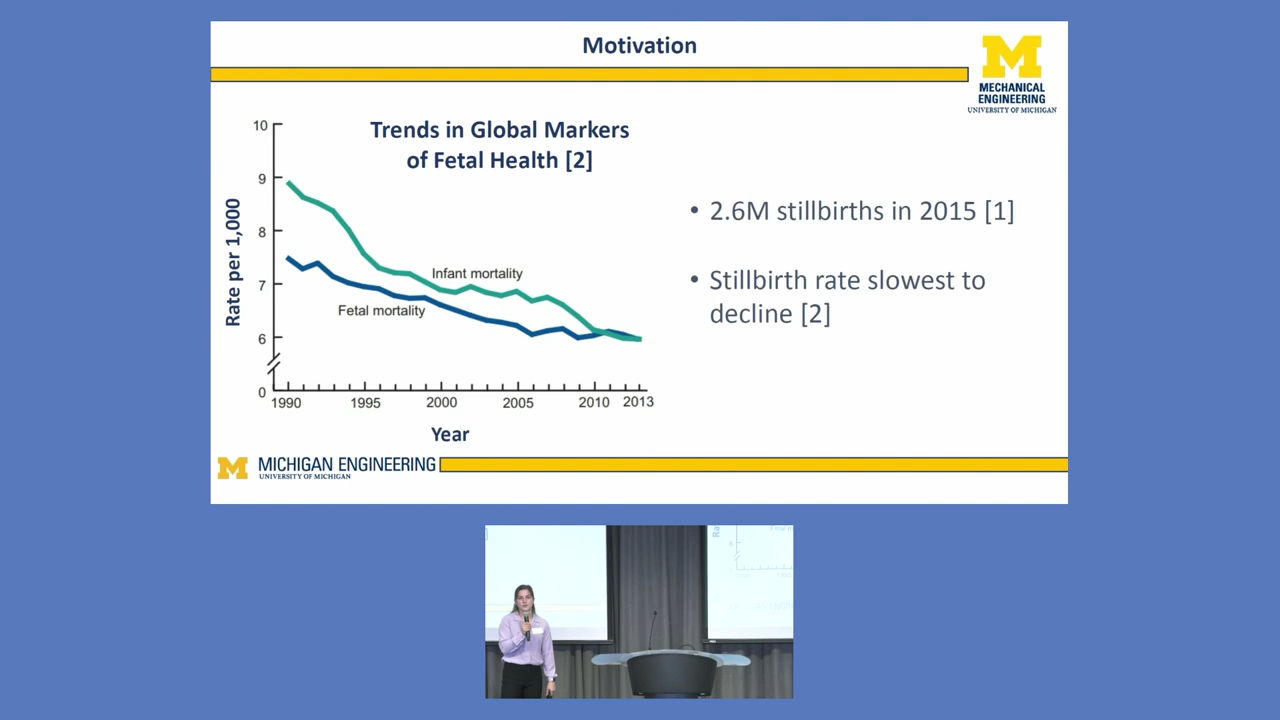 Motivation
MECHANICAL
ENGINEERING
UNIVERSITY OF MICHIGAN
Trends in Global Markers
of Fetal Health [2]
Rate per 1,000
10
9
8
7
6
0
Infant mortality
Fetal mortality
1990
1995
2000
2005
2010
2013
Year
• 2.6M stillbirths in 2015 [1]
• Stillbirth rate slowest to
decline [2]
M MICHIGAN ENGINEERING
UNIVERSITY OF MICHIGAN